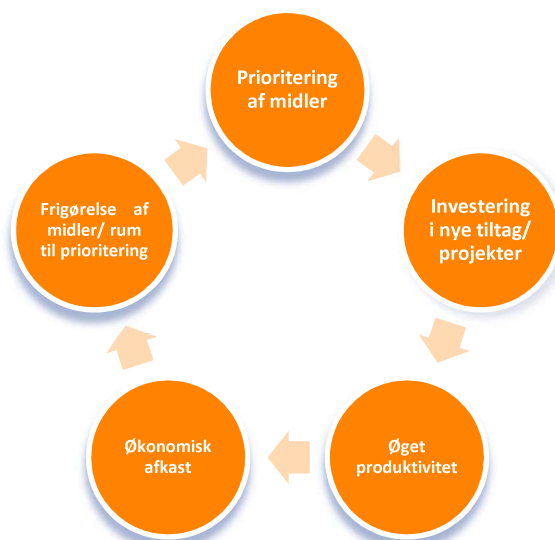 Prioritering
af midler
Investering
i nye tiltag/
projekter
Øget
produktivitet
Økonomisk
afkast
Frigørelse af
midler/ rum
til prioritering